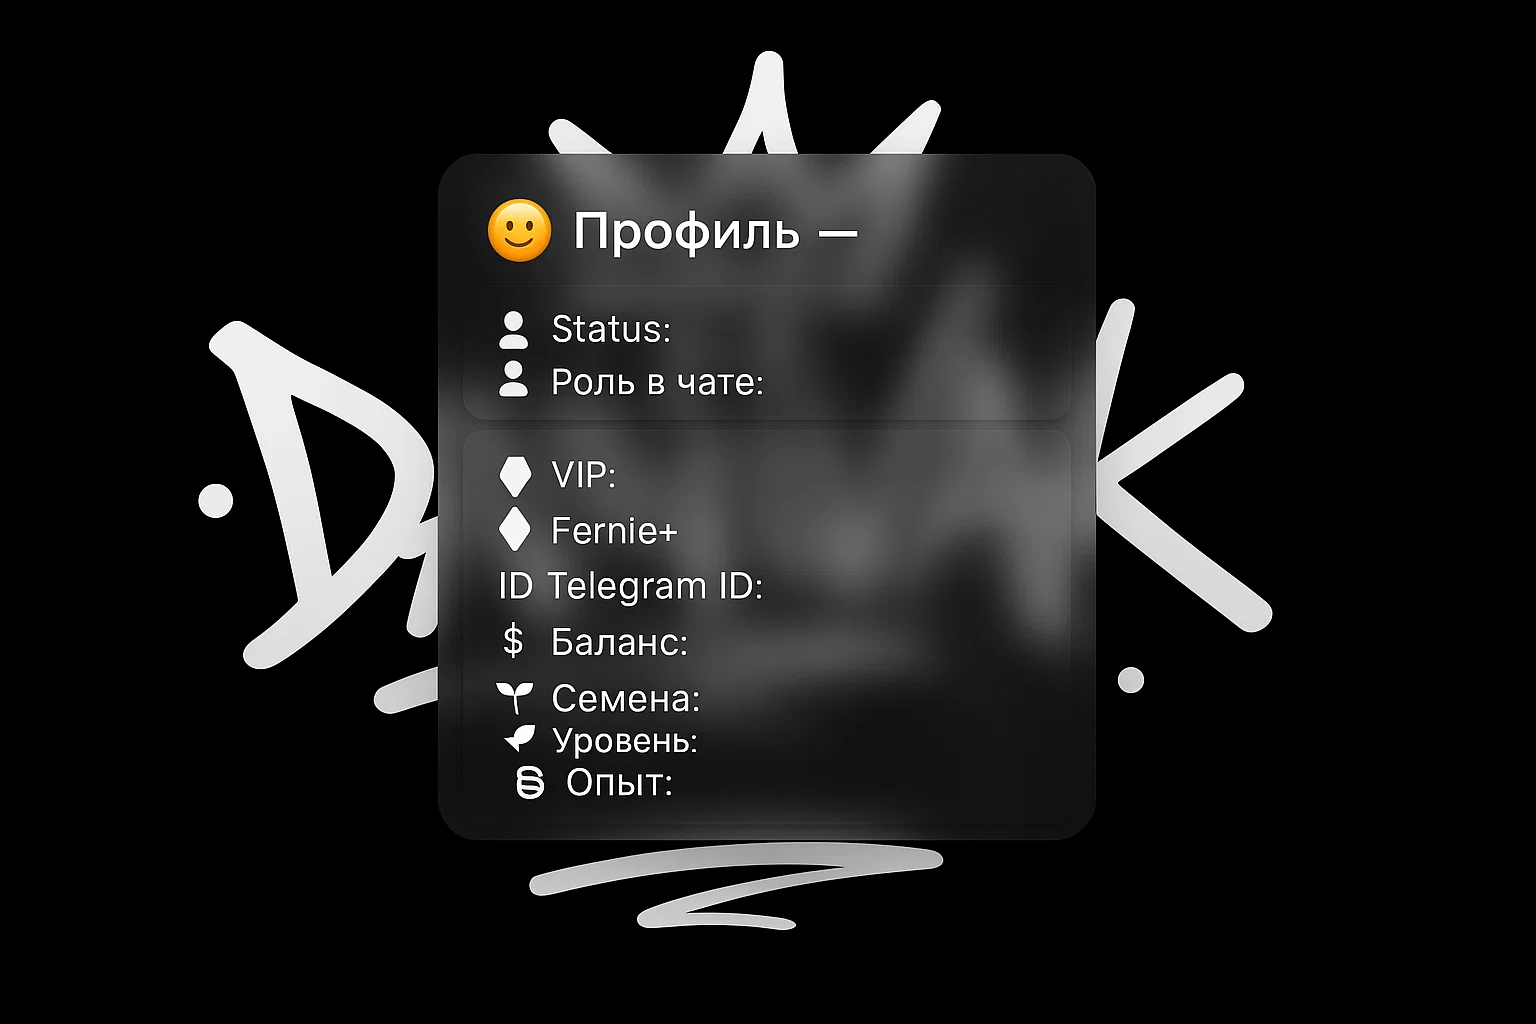 Профиль —
Status:
Роль в чате:
VIP:
Fernie+
ID Telegram ID:
$ Баланс:
Семена:
Уровень:
Опыт: